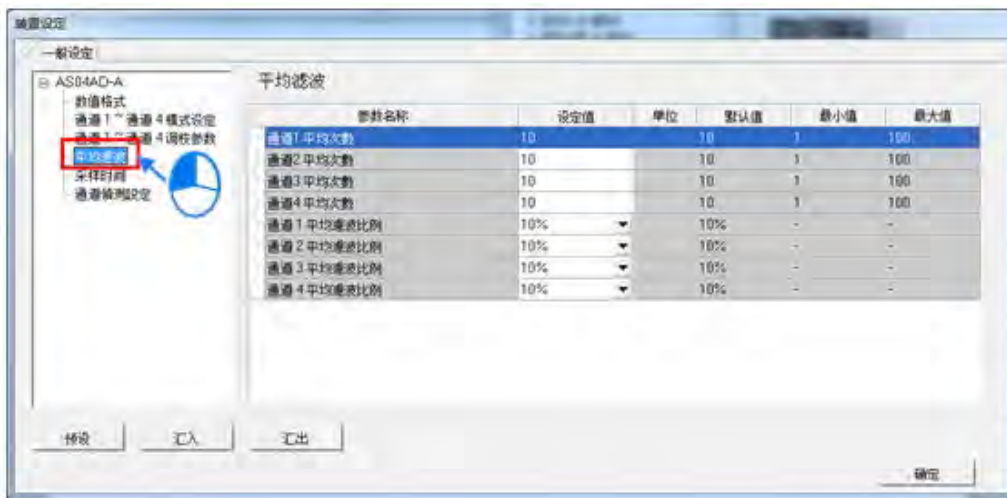 装置设定
一般设定
AS04AD-A
数值格式
通道1~通道4模式设定
通道1~通道4调校参数
平均滤波
采样时间
通道侦测设定
平均滤波
参数名称 设定值 单位 默认值 最小值 最大值
通道1平均次数 10 10 1 100
通道2平均次数 10 10 1 100
通道3平均次数 10 10 1 100
通道4平均次数 10 10 1 100
通道1平均滤波比例 10% 10% - -
通道2平均滤波比例 10% 10% - -
通道3平均滤波比例 10% 10% - -
通道4平均滤波比例 10% 10% - -
预设 汇入 汇出
确定